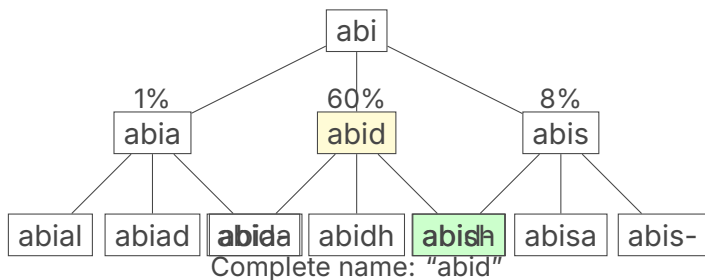 abi
1% 60% 8%
abia abid abis
abial abiad abidh abisa abis-
Complete name: “abid”